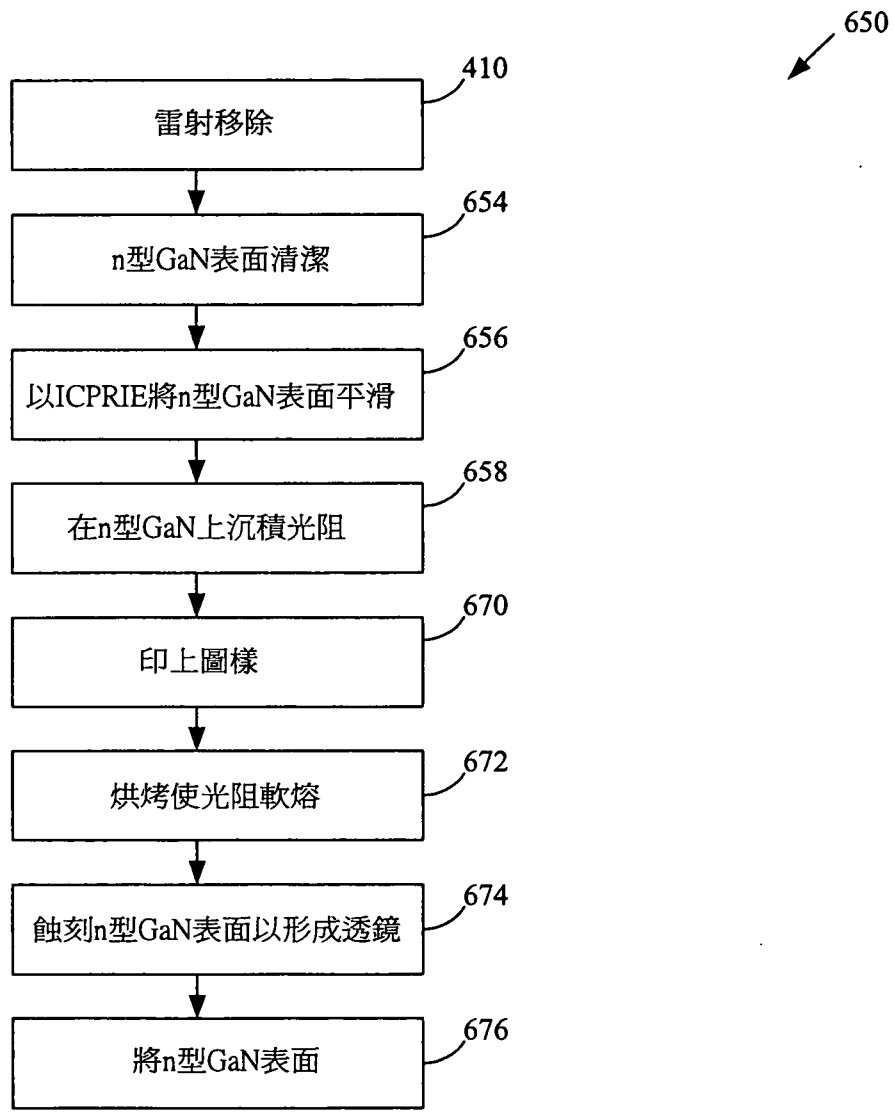 650
410
雷射移除
654
n型GaN表面清潔
656
以ICPRIE將n型GaN表面平滑
658
在n型GaN上沉積光阻
670
印上圖樣
672
烘烤使光阻軟熔
674
蝕刻n型GaN表面以形成透鏡
676
將n型GaN表面